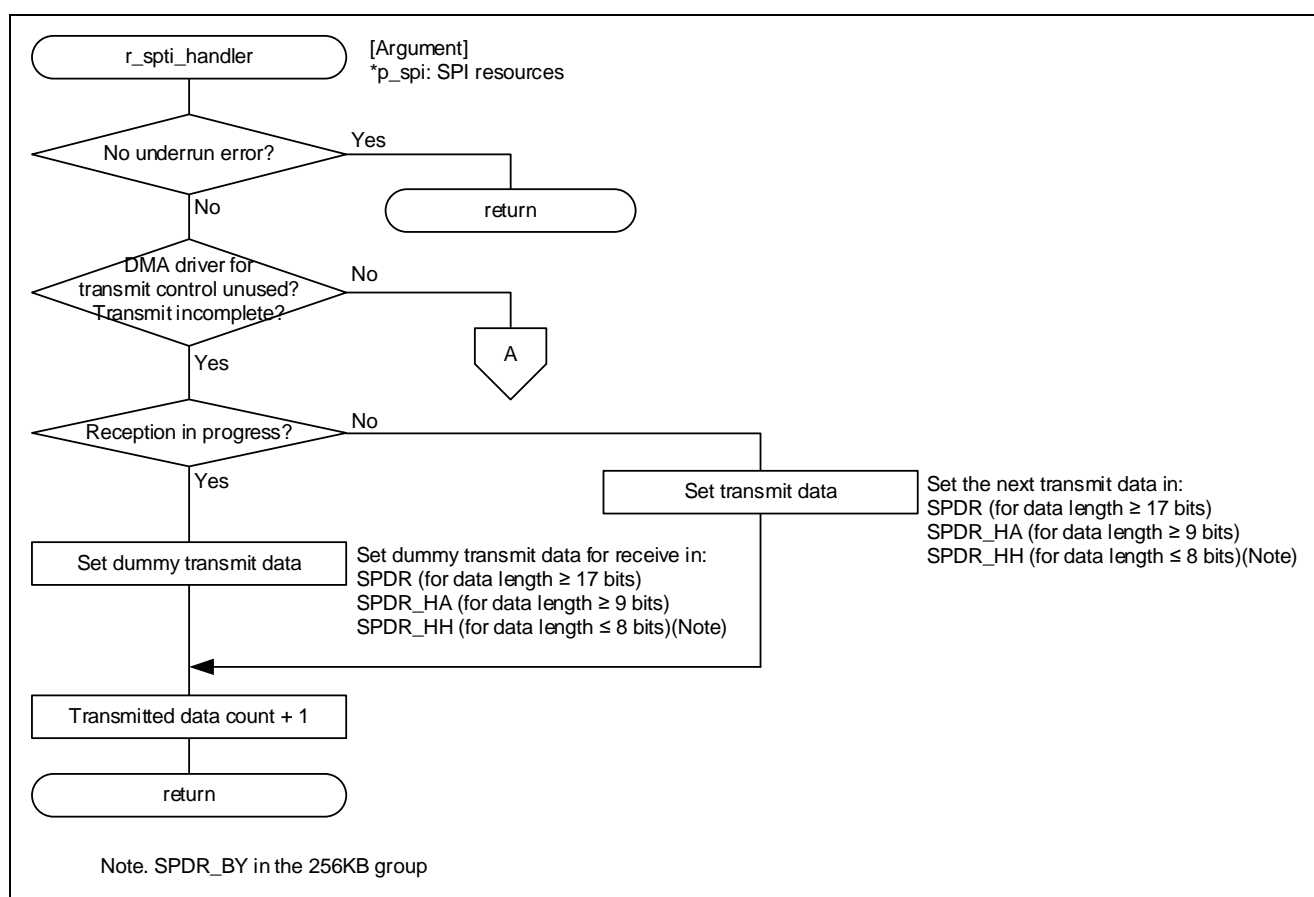 r_spti_handler
[Argument]
*p_spi: SPI resources
No underrun error?
Yes
return
No
DMA driver for
transmit control unused?
Transmit incomplete?
No
A
Yes
Reception in progress?
No
Yes
Set transmit data
Set the next transmit data in:
SPDR (for data length ≥ 17 bits)
SPDR_HA (for data length ≥ 9 bits)
SPDR_HH (for data length ≤ 8 bits)(Note)
Set dummy transmit data
Set dummy transmit data for receive in:
SPDR (for data length ≥ 17 bits)
SPDR_HA (for data length ≥ 9 bits)
SPDR_HH (for data length ≤ 8 bits)(Note)
Transmitted data count + 1
return
Note. SPDR_BY in the 256KB group